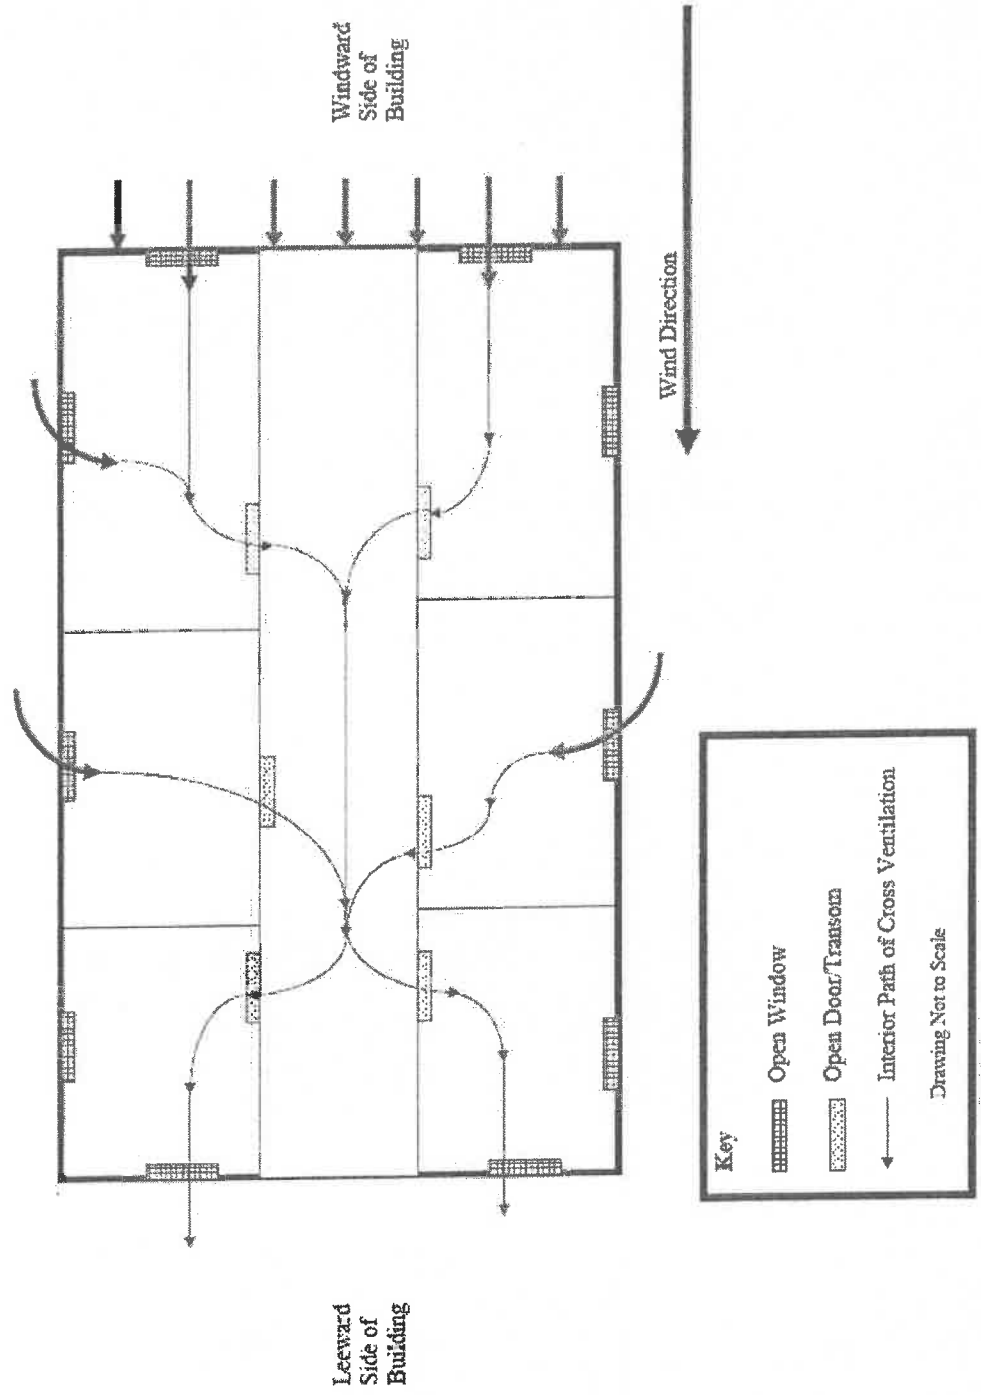 Windward
Side of
Building
Wind Direction
Leeward
Side of
Building
Key
Open Window
Open Door/Transom
Interior Path of Cross Ventilation
Drawing Not to Scale